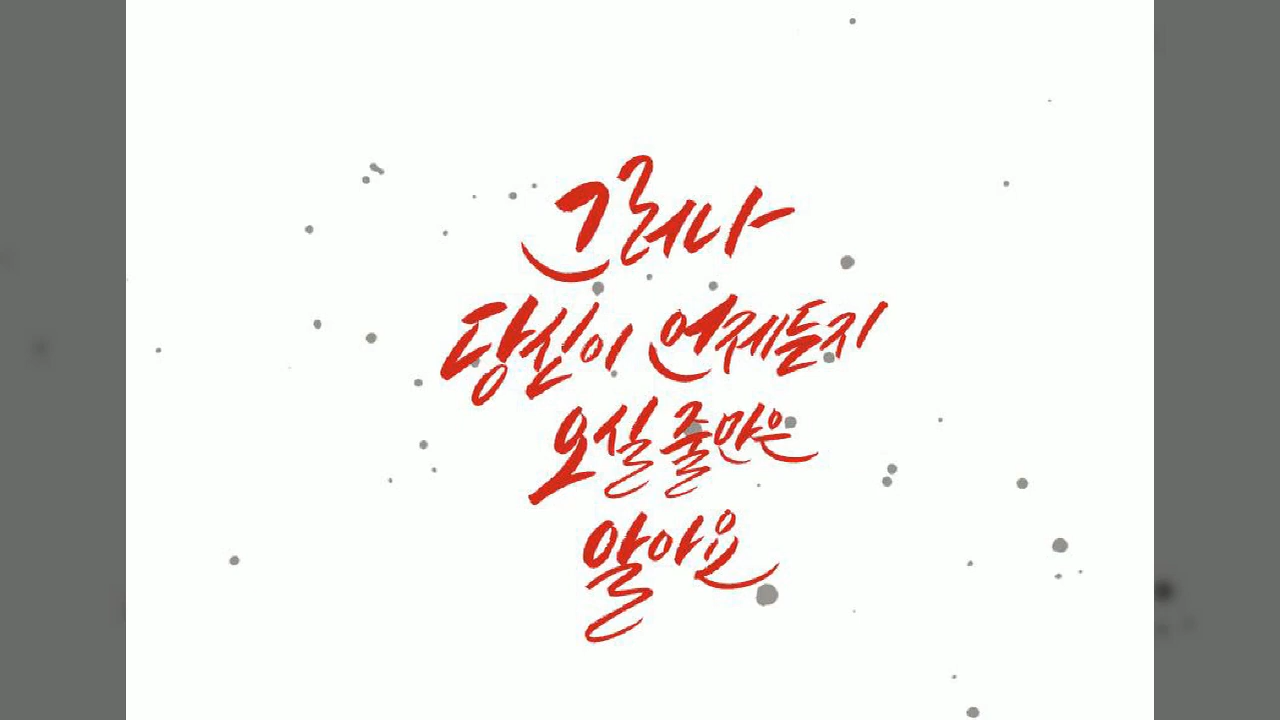 그러나
당신이 언제든지
오실 줄만은
알아요